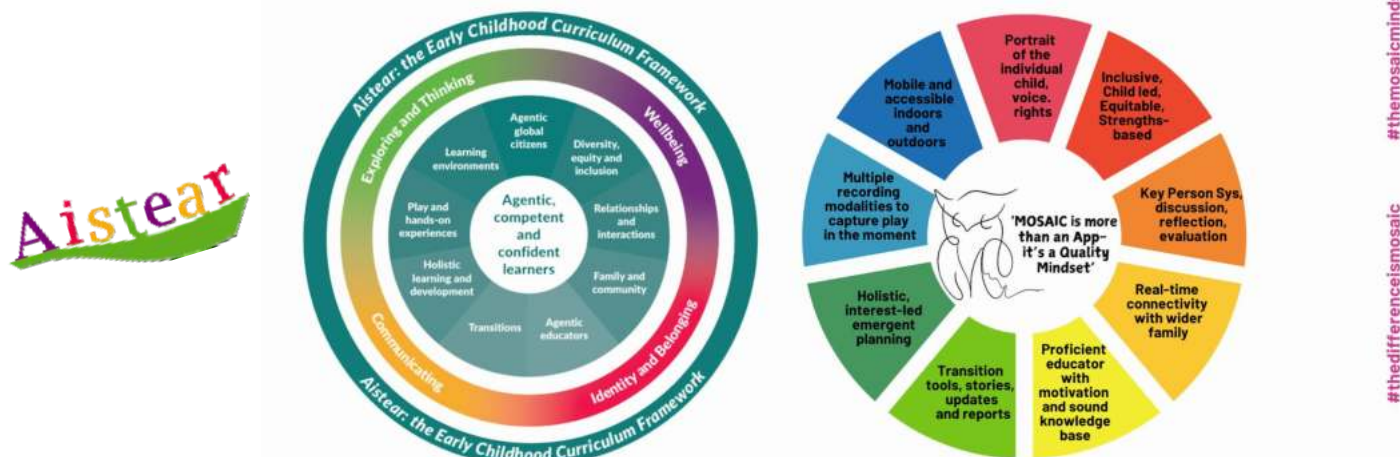 Aistear
Aistear: the Early Childhood Curriculum Framework
Exploring and Thinking
Wellbeing
Identity and Belonging
Communicating
Aistear: the Early Childhood Curriculum Framework
Agentic
global
citizens
Diversity,
equity and
inclusion
Relationships
and
interactions
Family and
community
Agentic
educators
Transitions
Holistic
learning and
development
Play and
hands-on
experiences
Learning
environments
Agentic,
competent
and
confident
learners
Portrait
of the
individual
child,
voice.
rights
Inclusive,
Child led,
Equitable,
Strengths-
based
Key Person Sys,
discussion,
reflection,
evaluation
Real-time
connectivity
with wider
family
Proficient
educator
with
motivation
and sound
knowledge
base
Transition
tools, stories,
updates
and reports
Holistic,
interest-led
emergent
planning
Multiple
recording
modalities to
capture play
in the moment
Mobile and
accessible
indoors
and
outdoors
'MOSAIC is more
than an App-
it's a Quality
Mindset'
#thedifferenceismosaic